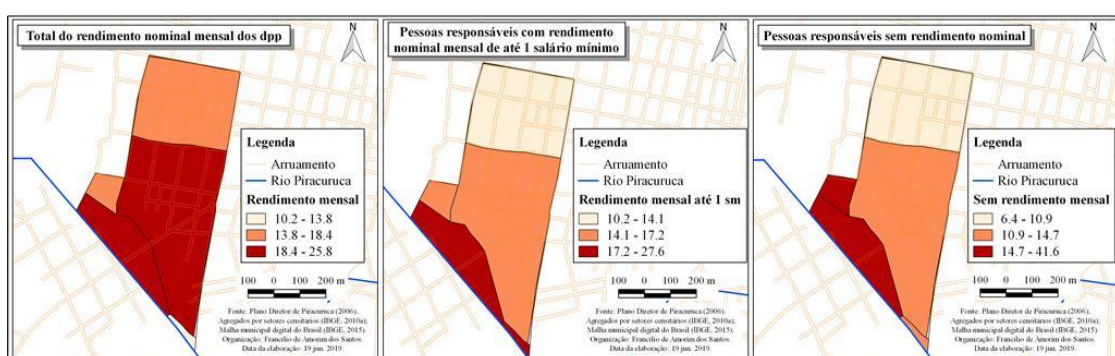 Total do rendimento nominal mensal dos dpp
N
Legenda
Arruamento
Rio Piracuruca
Rendimento mensal
10.2 - 13.8
13.8 - 18.4
18.4 - 25.8
100 0 100 200 m
Fonte: Plano Diretor de Piracuruca (2006);
Agregados por setores censitários (IBGE, 2010a);
Malha municipal digital do Brasil (IBGE, 2015).
Organização: Francílio de Amorim dos Santos.
Data da elaboração: 19 jun. 2019.
Pessoas responsáveis com rendimento
nominal mensal de até 1 salário mínimo
N
Legenda
Arruamento
Rio Piracuruca
Rendimento mensal até 1 sm
10.2 - 14.1
14.1 - 17.2
17.2 - 27.6
100 0 100 200 m
Fonte: Plano Diretor de Piracuruca (2006);
Agregados por setores censitários (IBGE, 2010a);
Malha municipal digital do Brasil (IBGE, 2015).
Organização: Francílio de Amorim dos Santos.
Data da elaboração: 19 jun. 2019.
Pessoas responsáveis sem rendimento nominal
N
Legenda
Arruamento
Rio Piracuruca
Sem rendimento mensal
6.4 - 10.9
10.9 - 14.7
14.7 - 41.6
100 0 100 200 m
Fonte: Plano Diretor de Piracuruca (2006);
Agregados por setores censitários (IBGE, 2010a);
Malha municipal digital do Brasil (IBGE, 2015).
Organização: Francílio de Amorim dos Santos.
Data da elaboração: 19 jun. 2019.